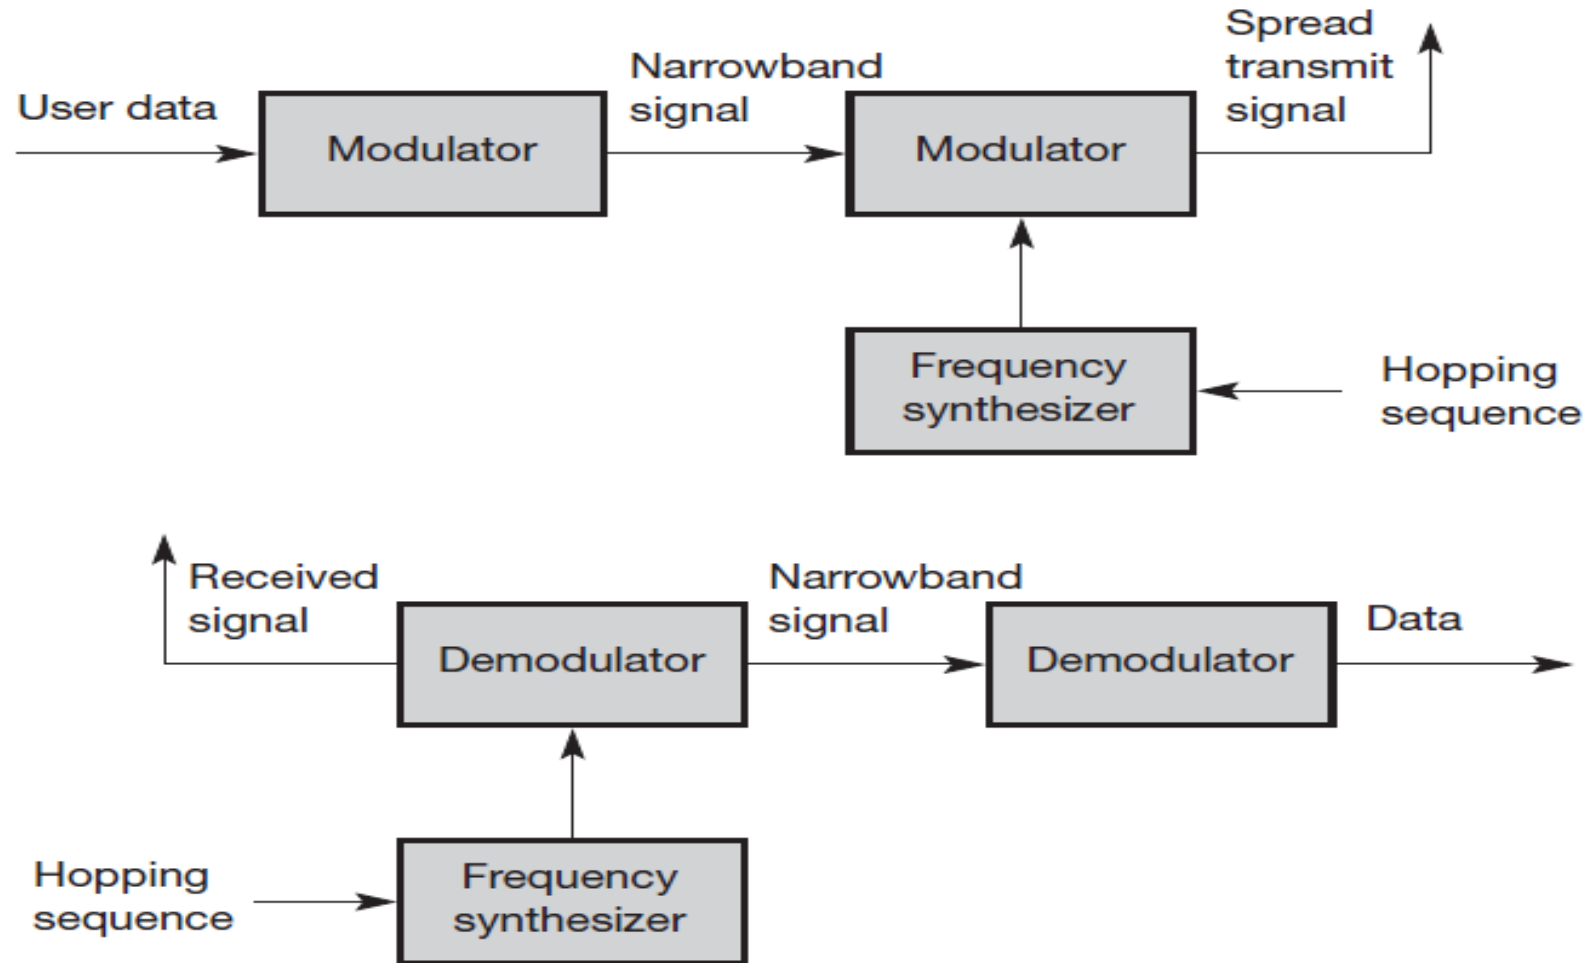 User data
Modulator
Narrowband
signal
Modulator
Spread
transmit
signal
Frequency
synthesizer
Hopping
sequence
Received
signal
Demodulator
Narrowband
signal
Demodulator
Data
Hopping
sequence
Frequency
synthesizer